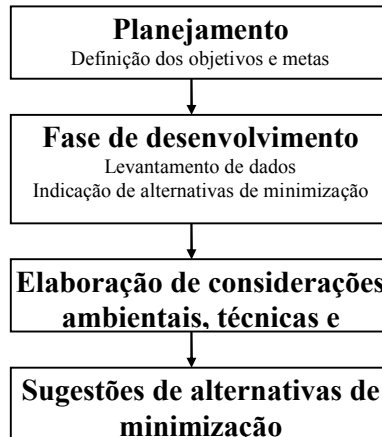 Planejamento
Definição dos objetivos e metas
Fase de desenvolvimento
Levantamento de dados
Indicação de alternativas de minimização
Elaboração de considerações
ambientais, técnicas e
Sugestões de alternativas de
minimização